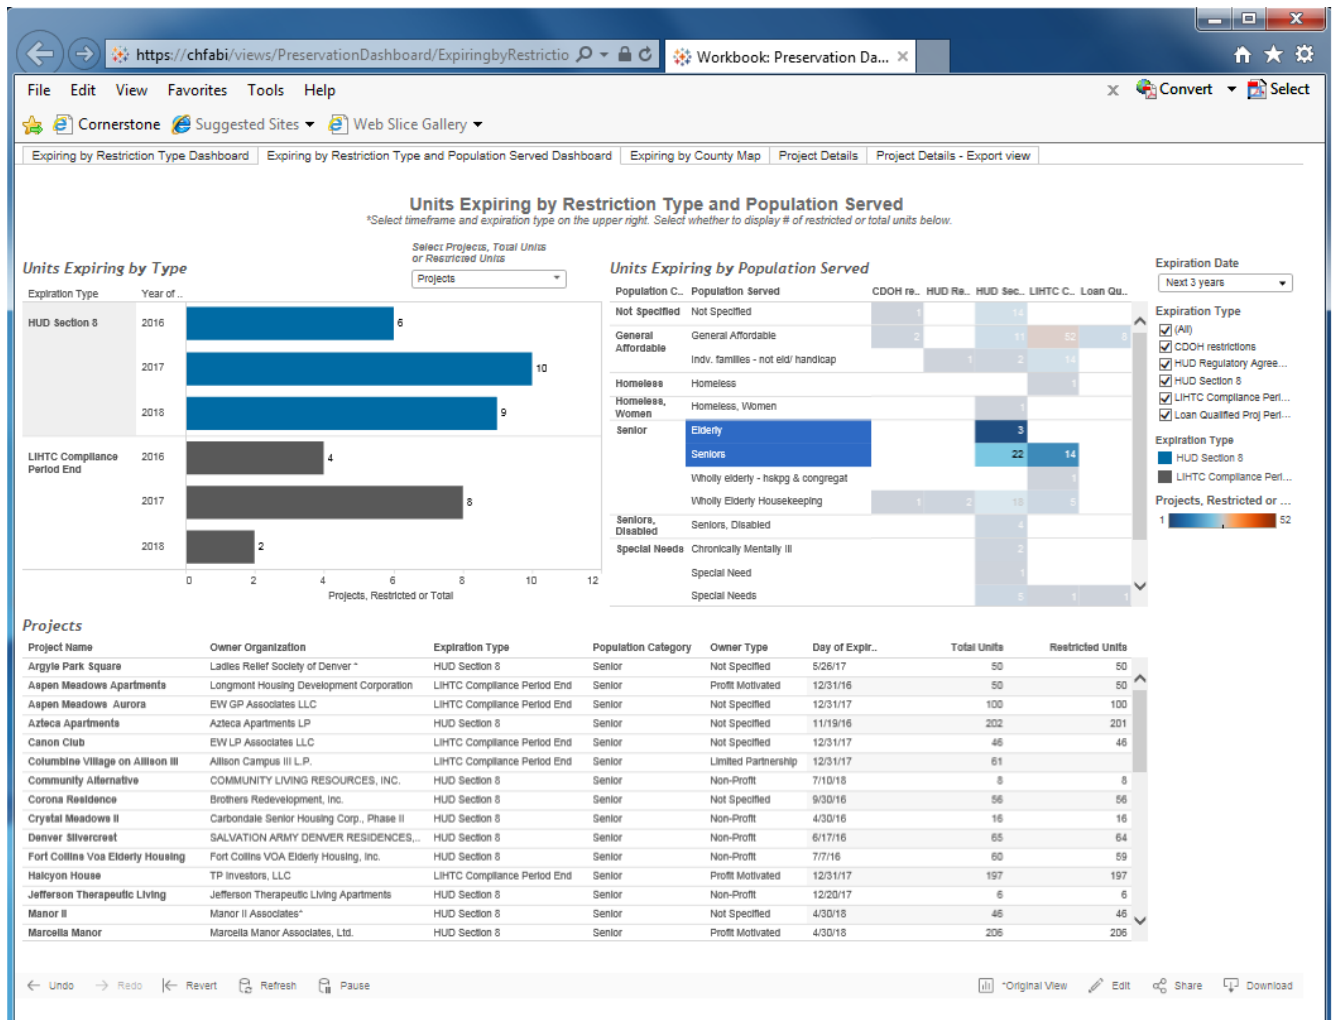 https://chfabi/views/PreservationDashboard/ExpiringbyRestrictio
Workbook: Preservation Da...
File Edit View Favorites Tools Help
Convert Select
Cornerstone Suggested Sites Web Slice Gallery
Expiring by Restriction Type Dashboard Expiring by Restriction Type and Population Served Dashboard Expiring by County Map Project Details Project Details - Export view
Units Expiring by Restriction Type and Population Served
*Select timeframe and expiration type on the upper right. Select whether to display # of restricted or total units below.
Units Expiring by Type
Select Projects, Total Units
or Restricted Units
Projects
Expiration Type Year of ..
HUD Section 8 2016 6
2017 10
2018 9
LIHTC Compliance
Period End
2016 4
2017 8
2018 2
0 2 4 6 8 10 12
Projects, Restricted or Total
Units Expiring by Population Served
Population C.. Population Served CDOH re.. HUD Re.. HUD Sec.. LIHTC C.. Loan Qu..
Not Specified Not Specified 1 14
General
Affordable
General Affordable 2 11 52 8
Indv. families - not eld/ handicap 1 2 14
Homeless Homeless 1
Homeless,
Women
Homeless, Women 1
Senior Elderly 3
Seniors 22 14
Wholly elderly - hskpg & congregat 1
Wholly Elderly Housekeeping 1 2 18 5
Seniors,
Disabled
Seniors, Disabled 4
Special Needs Chronically Mentally Ill 2
Special Need 1
Special Needs 5 1 1
Expiration Date
Next 3 years
Expiration Type
(All)
CDOH restrictions
HUD Regulatory Agree...
HUD Section 8
LIHTC Compliance Peri...
Loan Qualified Proj Peri...
Expiration Type
HUD Section 8
LIHTC Compliance Peri...
Projects, Restricted or ...
1 52
Projects
Project Name Owner Organization Expiration Type Population Category Owner Type Day of Expir.. Total Units Restricted Units
Argyle Park Square Ladies Relief Society of Denver * HUD Section 8 Senior Not Specified 5/26/17 50 50
Aspen Meadows Apartments Longmont Housing Development Corporation LIHTC Compliance Period End Senior Profit Motivated 12/31/16 50 50
Aspen Meadows Aurora EW GP Associates LLC LIHTC Compliance Period End Senior Not Specified 12/31/17 100 100
Azteca Apartments Azteca Apartments LP HUD Section 8 Senior Not Specified 11/19/16 202 201
Canon Club EW LP Associates LLC LIHTC Compliance Period End Senior Not Specified 12/31/17 46 46
Columbine Village on Allison III Allison Campus III L.P. LIHTC Compliance Period End Senior Limited Partnership 12/31/17 61
Community Alternative COMMUNITY LIVING RESOURCES, INC. HUD Section 8 Senior Non-Profit 7/10/18 8 8
Corona Residence Brothers Redevelopment, Inc. HUD Section 8 Senior Not Specified 9/30/16 56 56
Crystal Meadows II Carbondale Senior Housing Corp., Phase II HUD Section 8 Senior Non-Profit 4/30/16 16 16
Denver Silvercrest SALVATION ARMY DENVER RESIDENCES,... HUD Section 8 Senior Non-Profit 6/17/16 65 64
Fort Collins Voa Elderly Housing Fort Collins VOA Elderly Housing, Inc. HUD Section 8 Senior Non-Profit 7/7/16 60 59
Halcyon House TP Investors, LLC LIHTC Compliance Period End Senior Profit Motivated 12/31/17 197 197
Jefferson Therapeutic Living Jefferson Therapeutic Living Apartments HUD Section 8 Senior Non-Profit 12/20/17 6 6
Manor II Manor II Associates* HUD Section 8 Senior Not Specified 4/30/18 46 46
Marcella Manor Marcella Manor Associates, Ltd. HUD Section 8 Senior Profit Motivated 4/30/18 206 206
Undo Redo Revert Refresh Pause *Original View Edit Share Download